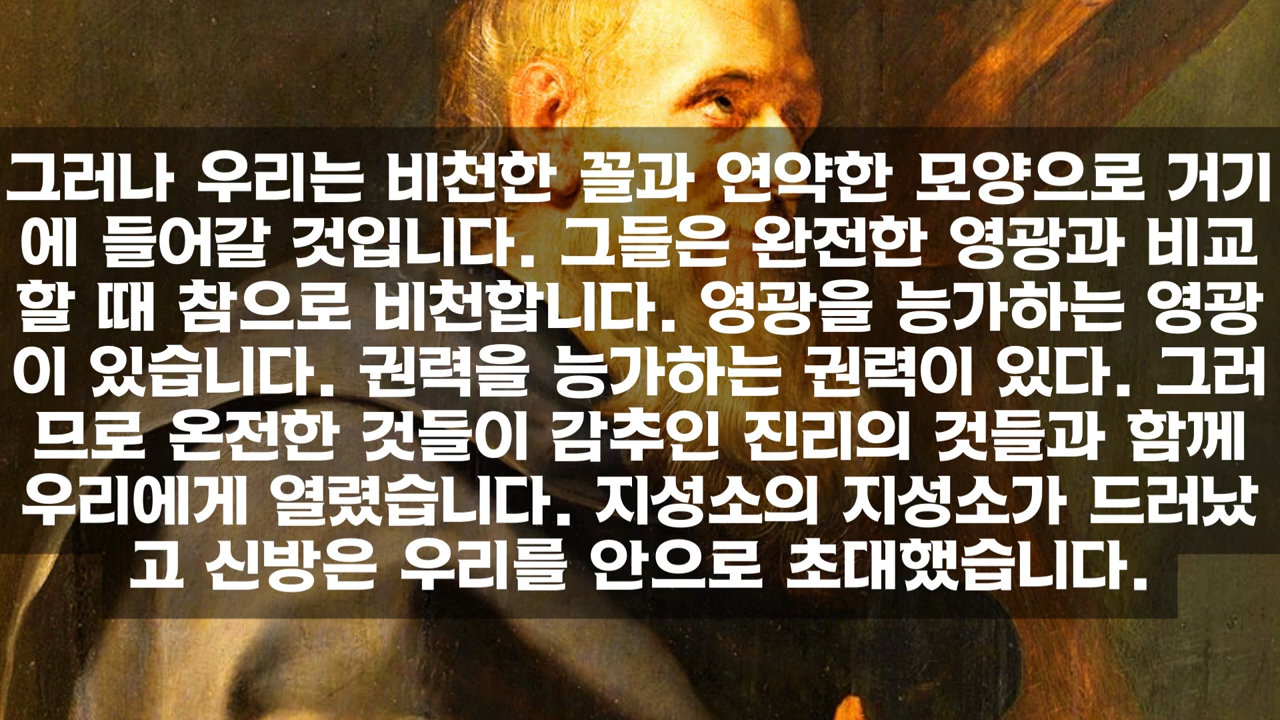 그러나 우리는 비천한 꼴과 연약한 모양으로 거기
에 들어갈 것입니다. 그들은 완전한 영광과 비교
할 때 참으로 비천합니다. 영광을 능가하는 영광
이 있습니다. 권력을 능가하는 권력이 있다. 그러
므로 온전한 것들이 감추인 진리의 것들과 함께
우리에게 열렸습니다. 지성소의 지성소가 드러났
고 신방은 우리를 안으로 초대했습니다.